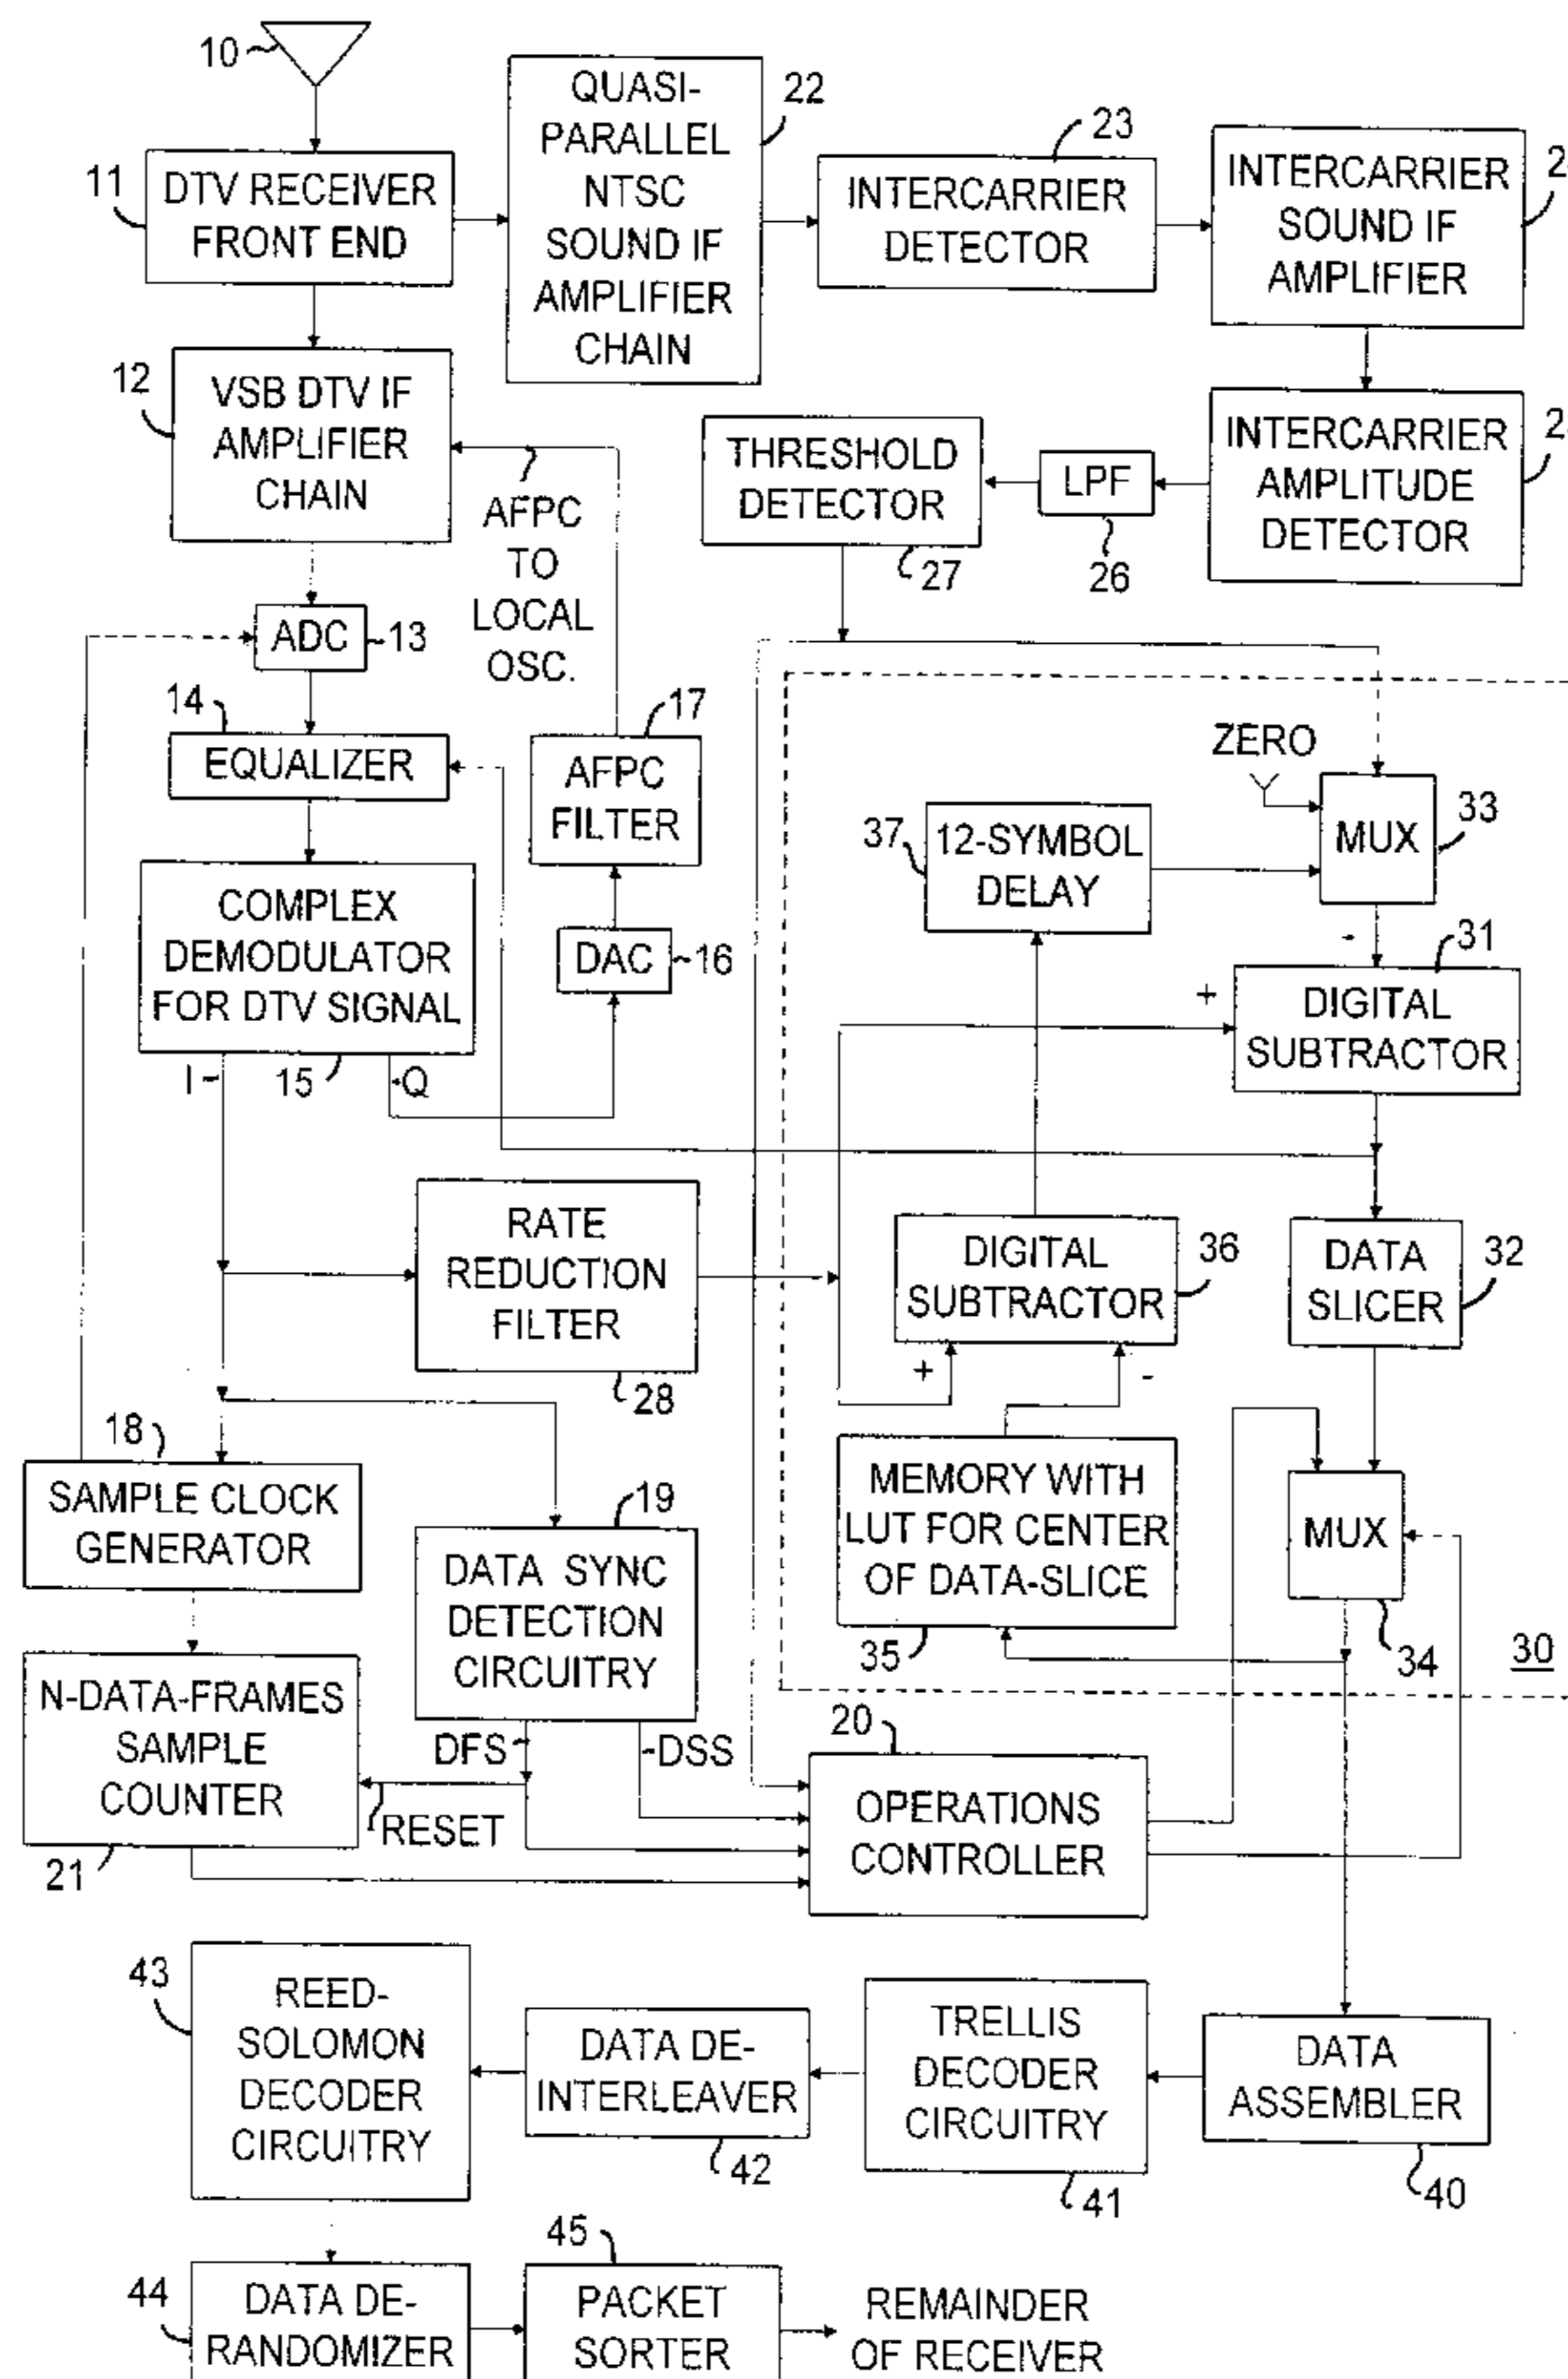 10
QUASI-
PARALLEL
NTSC
SOUND IF
AMPLIFIER
CHAIN
22
23
11
DTV RECEIVER
FRONT END
INTERCARRIER
DETECTOR
INTERCARRIER
SOUND IF
AMPLIFIER
2
12
VSB DTV IF
AMPLIFIER
CHAIN
AFPC
TO
LOCAL
OSC.
THRESHOLD
DETECTOR
27
LPF
26
INTERCARRIER
AMPLITUDE
DETECTOR
2
ADC
13
14
EQUALIZER
17
AFPC
FILTER
ZERO
MUX
33
37
12-SYMBOL
DELAY
COMPLEX
DEMODULATOR
FOR DTV SIGNAL
DAC
16
-
31
+
DIGITAL
SUBTRACTOR
I
15
Q
RATE
REDUCTION
FILTER
28
DIGITAL
SUBTRACTOR
36
+
-
DATA
SLICER
32
18
SAMPLE CLOCK
GENERATOR
19
DATA SYNC
DETECTION
CIRCUITRY
MEMORY WITH
LUT FOR CENTER
OF DATA-SLICE
35
MUX
34
30
N-DATA-FRAMES
SAMPLE
COUNTER
21
DFS
DSS
RESET
20
OPERATIONS
CONTROLLER
43
REED-
SOLOMON
DECODER
CIRCUITRY
DATA DE-
INTERLEAVER
42
TRELLIS
DECODER
CIRCUITRY
41
DATA
ASSEMBLER
40
44
DATA DE-
RANDOMIZER
45
PACKET
SORTER
REMAINDER
OF RECEIVER